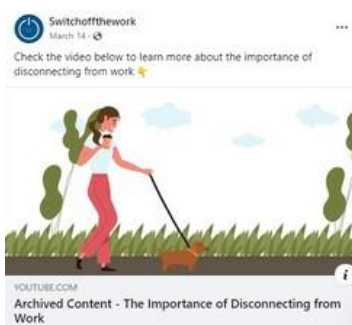 Switchoffthework
March 14 ·
Check the video below to learn more about the importance of
disconnecting from work 👇
YOUTUBE.COM
Archived Content - The Importance of Disconnecting from
Work